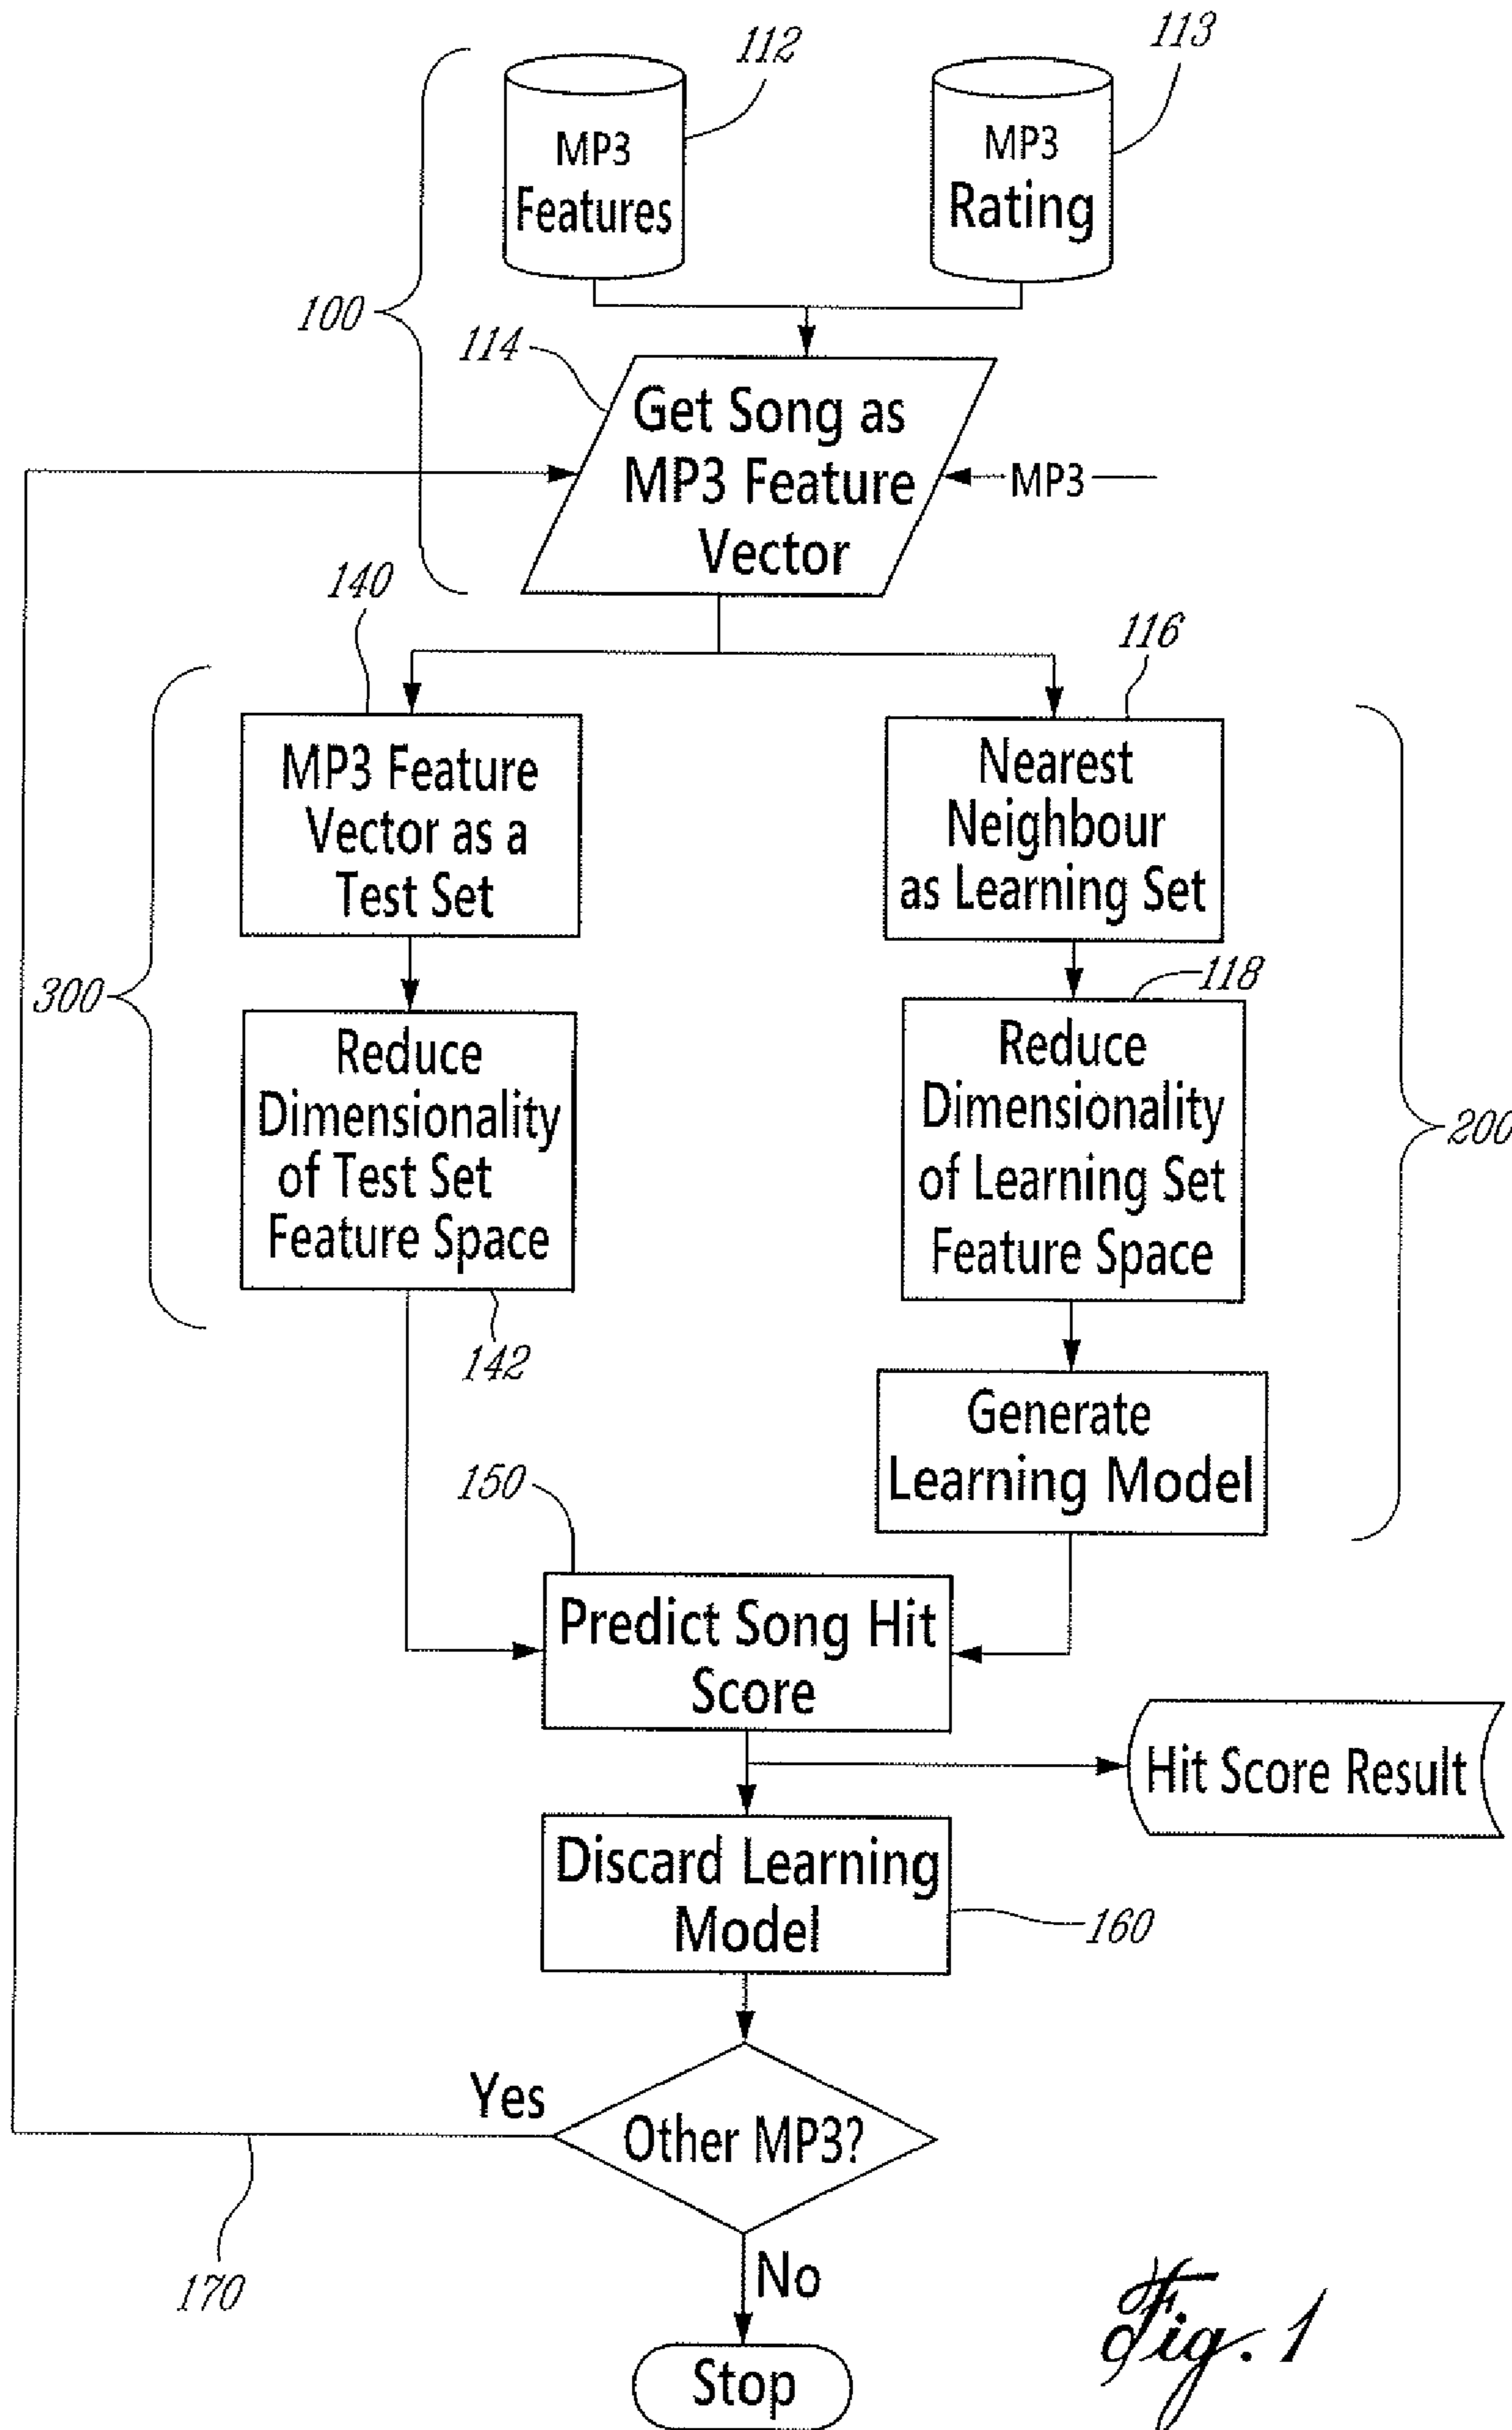 112
113
MP3
Features
MP3
Rating
100
114
Get Song as
MP3 Feature
Vector
MP3
140
116
MP3 Feature
Vector as a
Test Set
Nearest
Neighbour
as Learning Set
300
118
Reduce
Dimensionality
of Test Set
Feature Space
Reduce
Dimensionality
of Learning Set
Feature Space
200
142
Generate
Learning Model
150
Predict Song Hit
Score
Hit Score Result
Discard Learning
Model
160
Yes
Other MP3?
170
No
Stop
Fig. 1